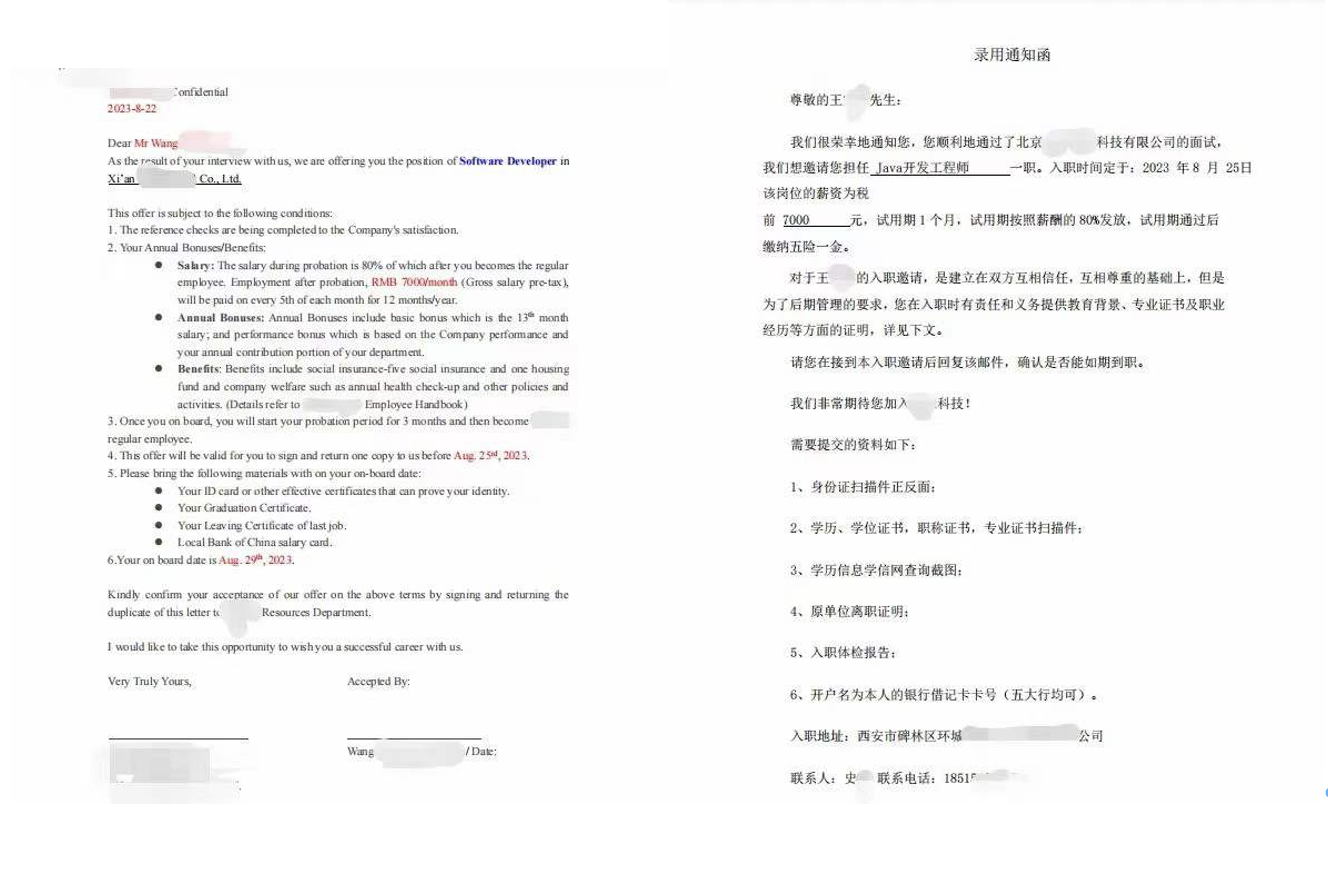 Confidential
2023-8-22
Dear Mr Wang
As the result of your interview with us, we are offering you the position of Software Developer in
Xi'an Co., Ltd.
This offer is subject to the following conditions:
1. The reference checks are being completed to the Company's satisfaction.
2. Your Annual Bonuses/Benefits:
● Salary: The salary during probation is 80% of which after you becomes the regular
employee. Employment after probation, RMB 7000/month (Gross salary pre-tax),
will be paid on every 5th of each month for 12 months/year.
● Annual Bonuses: Annual Bonuses include basic bonus which is the 13th month
salary; and performance bonus which is based on the Company performance and
your annual contribution portion of your department.
● Benefits: Benefits include social insurance-five social insurance and one housing
fund and company welfare such as annual health check-up and other policies and
activities. (Details refer to Employee Handbook)
3. Once you on board, you will start your probation period for 3 months and then become
regular employee.
4. This offer will be valid for you to sign and return one copy to us before Aug. 25nd, 2023.
5. Please bring the following materials with on your on-board date:
● Your ID card or other effective certificates that can prove your identity.
● Your Graduation Certificate.
● Your Leaving Certificate of last job.
● Local Bank of China salary card.
6.Your on board date is Aug. 29th, 2023.
Kindly confirm your acceptance of our offer on the above terms by signing and returning the
duplicate of this letter to Resources Department.
I would like to take this opportunity to wish you a successful career with us.
Very Truly Yours, Accepted By:
Wang / Date:
录用通知函
尊敬的王 先生：
我们很荣幸地通知您，您顺利地通过了北京 科技有限公司的面试，
我们想邀请您担任 Java开发工程师 一职。入职时间定于：2023 年 8 月 25日
该岗位的薪资为税
前 7000 元，试用期 1 个月，试用期按照薪酬的 80%发放，试用期通过后
缴纳五险一金。
对于王 的入职邀请，是建立在双方互相信任，互相尊重的基础上，但是
为了后期管理的要求，您在入职时有责任和义务提供教育背景、专业证书及职业
经历等方面的证明，详见下文。
请您在接到本入职邀请后回复该邮件，确认是否能如期到职。
我们非常期待您加入 科技！
需要提交的资料如下：
1、身份证扫描件正反面；
2、学历、学位证书，职称证书，专业证书扫描件；
3、学历信息学信网查询截图；
4、原单位离职证明；
5、入职体检报告；
6、开户名为本人的银行借记卡卡号（五大行均可）。
入职地址：西安市碑林区环城 公司
联系人：史 联系电话：18515